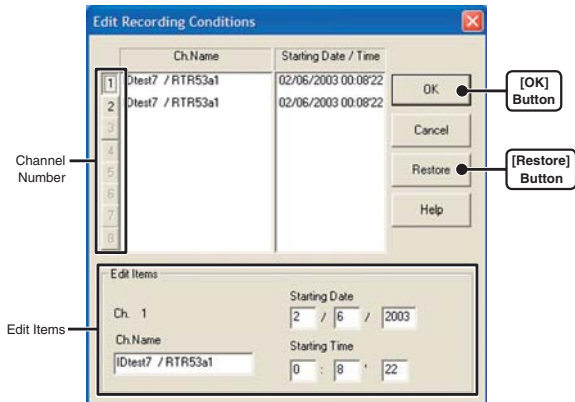 Edit Recording Conditions
Ch.Name Starting Date / Time
1 Dtest7 / RTR53a1 02/06/2003 00:08'22
2 Dtest7 / RTR53a1 02/06/2003 00:08'22
3
4
5
6
7
8
OK
Cancel
Restore
Help
[OK]
Button
[Restore]
Button
Channel
Number
Edit Items
Edit Items
Ch. 1
Ch.Name
IDtest7 / RTR53a1
Starting Date
2 / 6 / 2003
Starting Time
0 : 8 ' 22